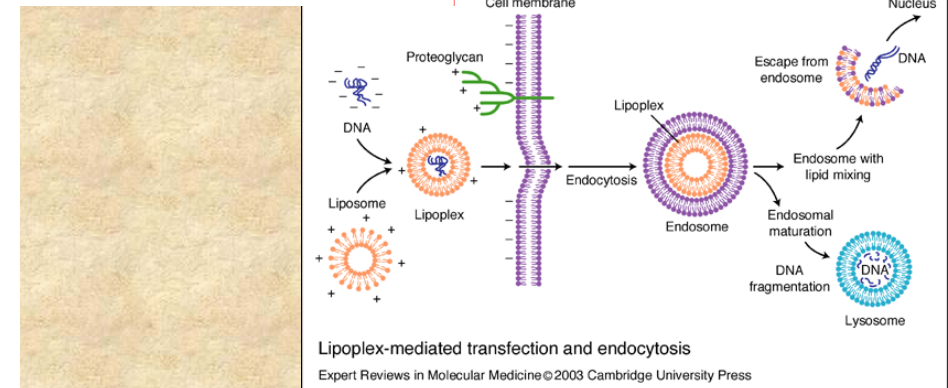 Cell membrane
Nucleus
Proteoglycan
DNA
Escape from
endosome
Lipoplex
DNA
Liposome
Lipoplex
Endocytosis
Endosome
Endosome with
lipid mixing
Endosomal
maturation
DNA
fragmentation
DNA
Lysosome
Lipoplex-mediated transfection and endocytosis
Expert Reviews in Molecular Medicine © 2003 Cambridge University Press